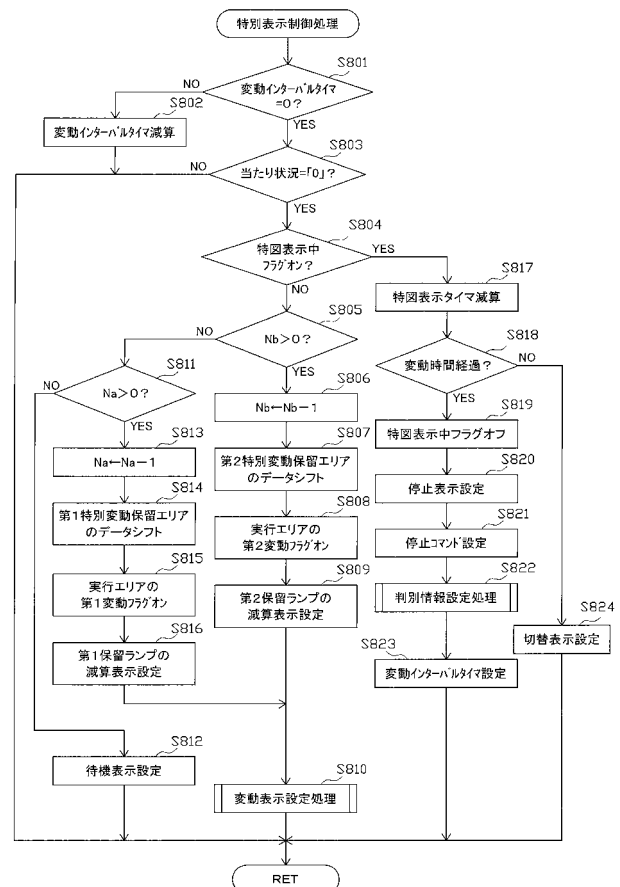 特別表示制御処理
S801
変動インターバルタイマ
=0?
NO
YES
S802
変動インターバルタイマ減算
S803
当たり状況=「0」?
NO
YES
S804
特図表示中
フラグオン?
YES
NO
S817
特図表示タイマ減算
S805
Nb>0?
NO
YES
S818
変動時間経過?
NO
YES
S811
Na>0?
NO
YES
S806
Nb←Nb-1
S819
特図表示中フラグオフ
S813
Na←Na-1
S807
第2特別変動保留エリア
のデータシフト
S820
停止表示設定
S814
第1特別変動保留エリア
のデータシフト
S808
実行エリアの
第2変動フラグオン
S821
停止コマンド設定
S815
実行エリアの
第1変動フラグオン
S809
第2保留ランプの
減算表示設定
S822
判別情報設定処理
S816
第1保留ランプの
減算表示設定
S823
変動インターバルタイマ設定
S824
切替表示設定
S812
待機表示設定
S810
変動表示設定処理
RET